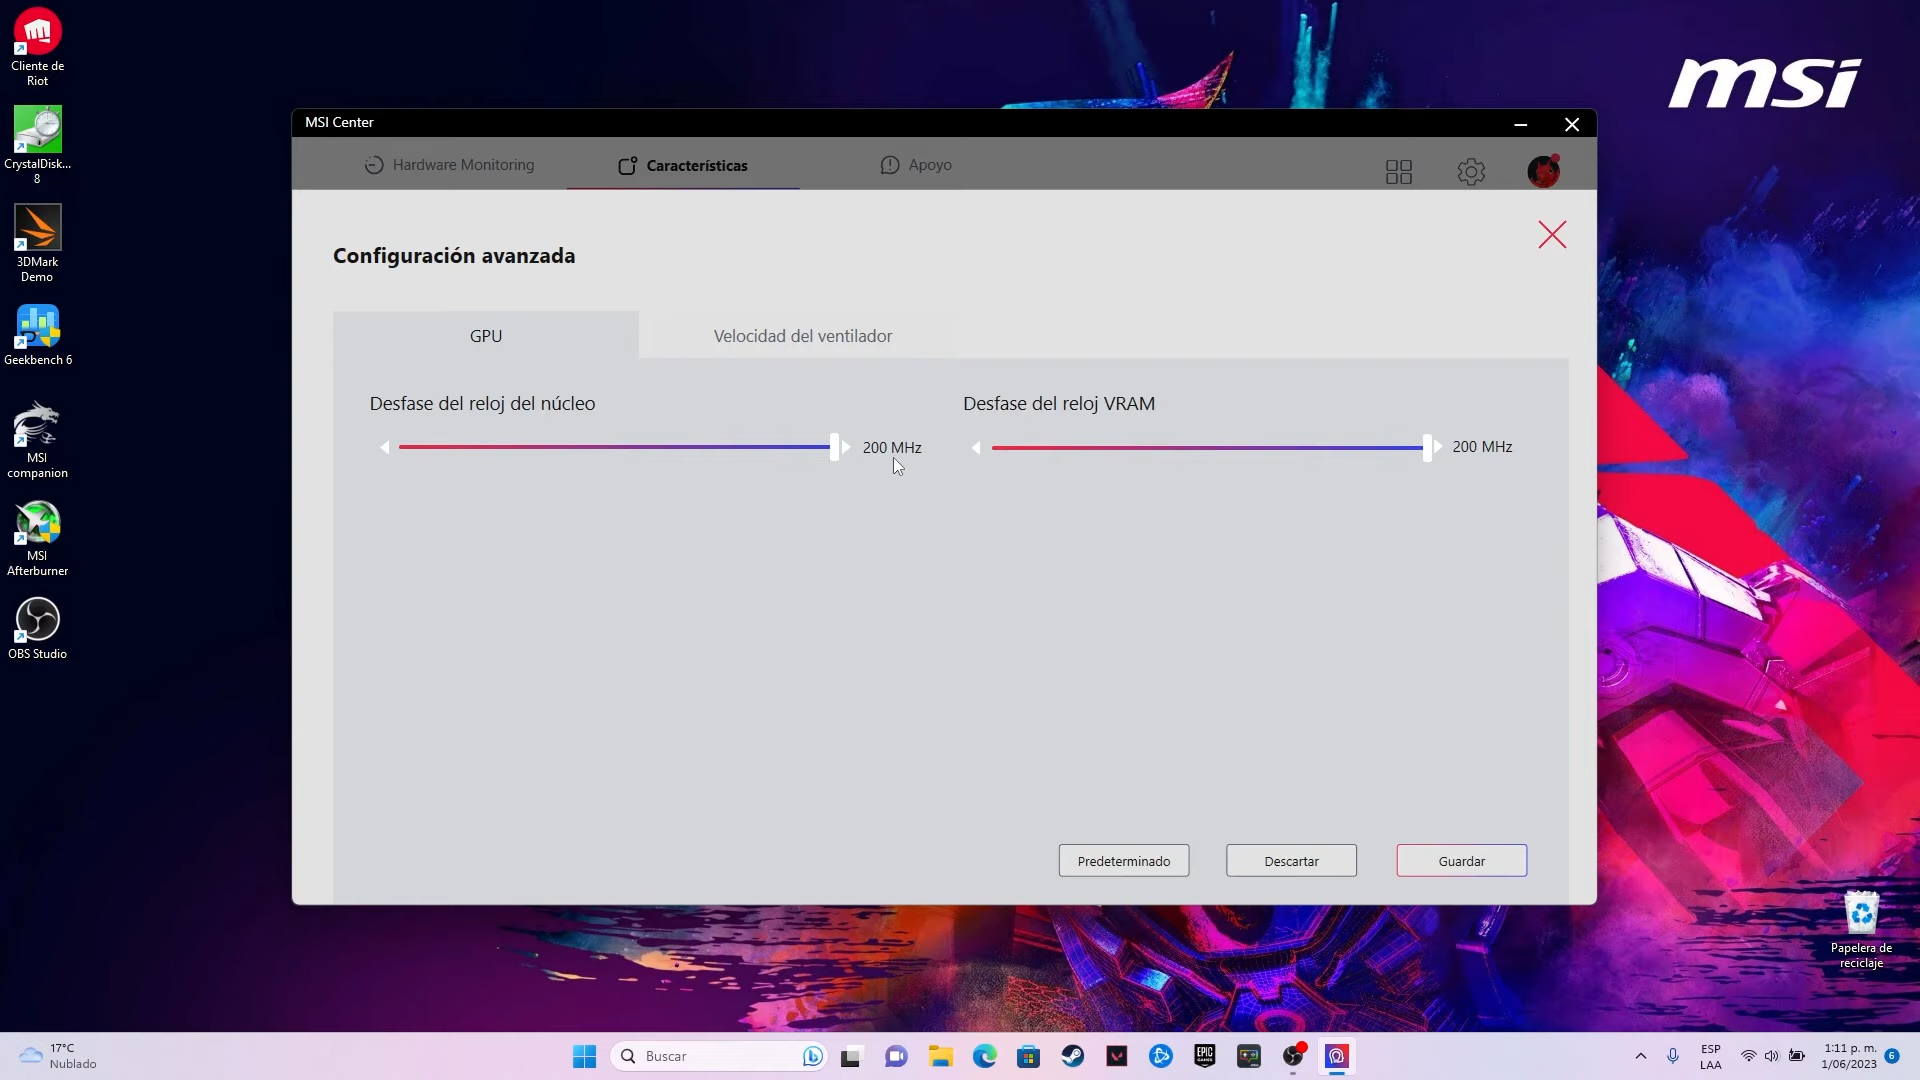 Cliente de
Riot
CrystalDisk...
8
3DMark
Demo
Geekbench 6
MSI
companion
MSI
Afterburner
OBS Studio
msi
MSI Center
Hardware Monitoring
Características
Apoyo
Configuración avanzada
GPU
Velocidad del ventilador
Desfase del reloj del núcleo
200 MHz
Desfase del reloj VRAM
200 MHz
Predeterminado
Descartar
Guardar
Papelera de
reciclaje
17°C
Nublado
Buscar
EPIC
GAMES
ESP
LAA
1:11 p. m.
1/06/2023
6